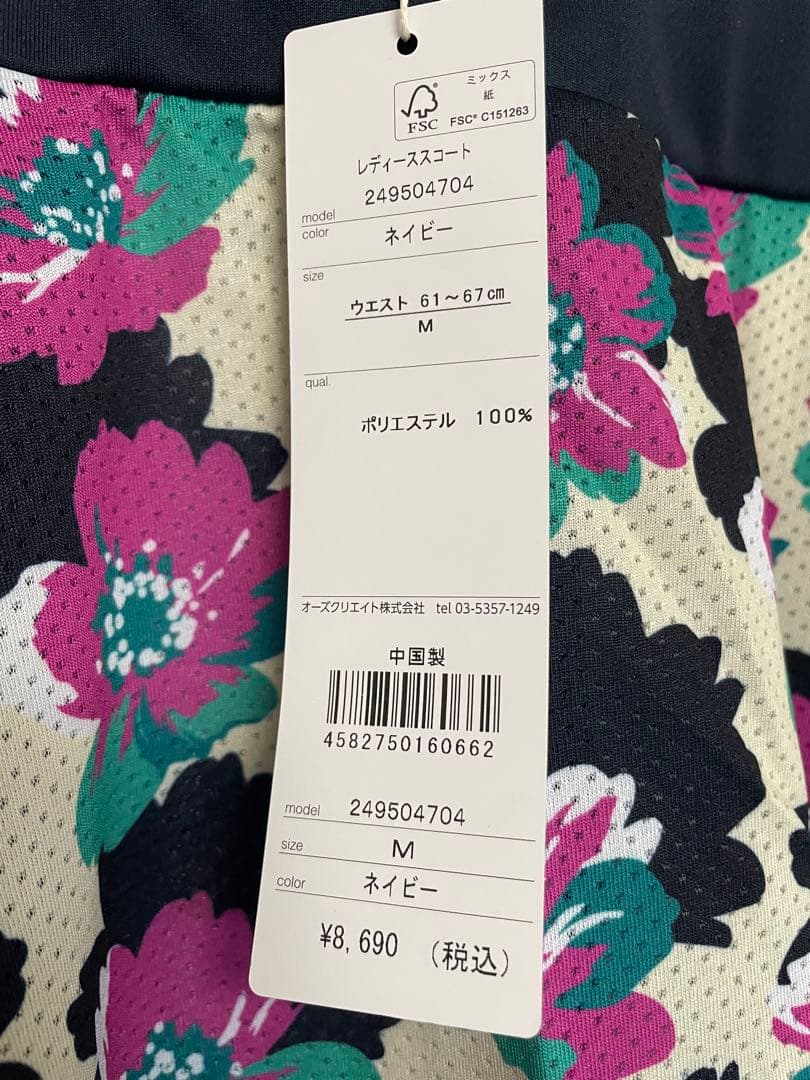 ミックス
紙
FSC
FSC® C151263
レディーススコート
model 249504704
color ネイビー
size
ウエスト 61～67㎝
M
qual.
ポリエステル 100%
オーズクリエイト株式会社 tel 03-5357-1249
中国製
4582750160662
model 249504704
size M
color ネイビー
¥8,690 (税込)